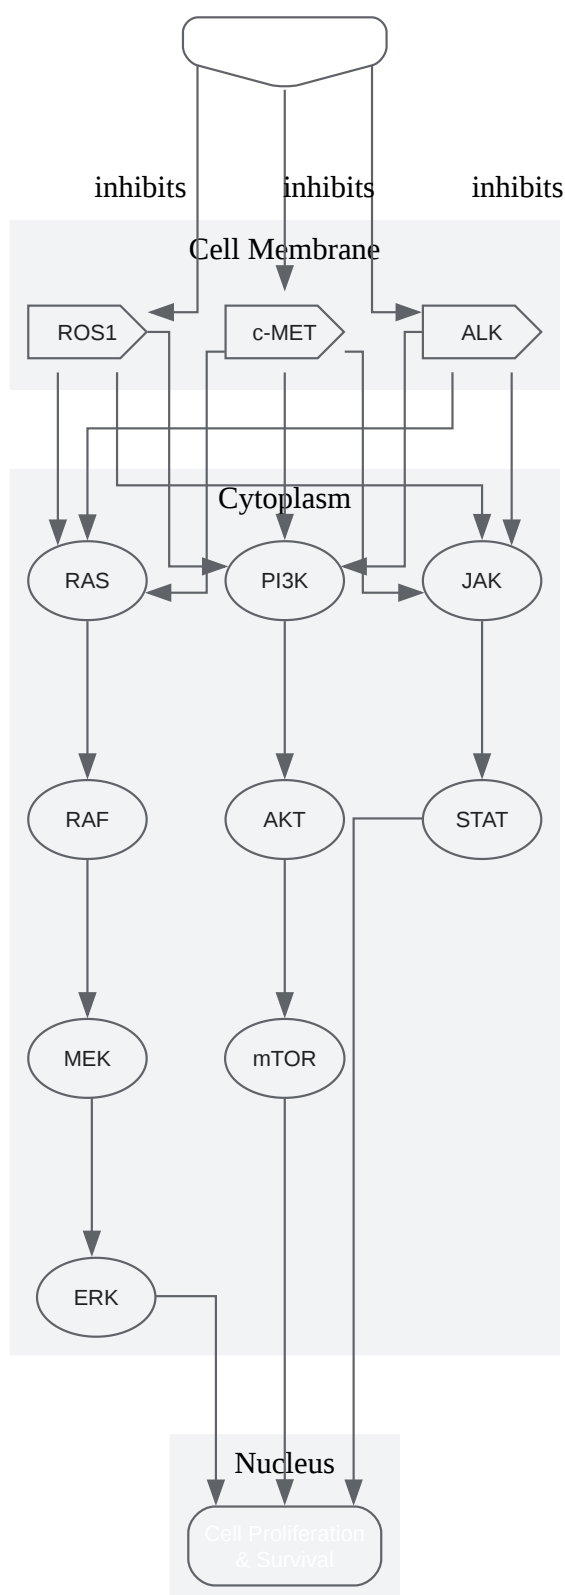 inhibits
inhibits
inhibits
Cell Membrane
ROS1
c-MET
ALK
Cytoplasm
RAS
PI3K
JAK
RAF
AKT
STAT
MEK
mTOR
ERK
Nucleus
Cell Proliferation
& Survival